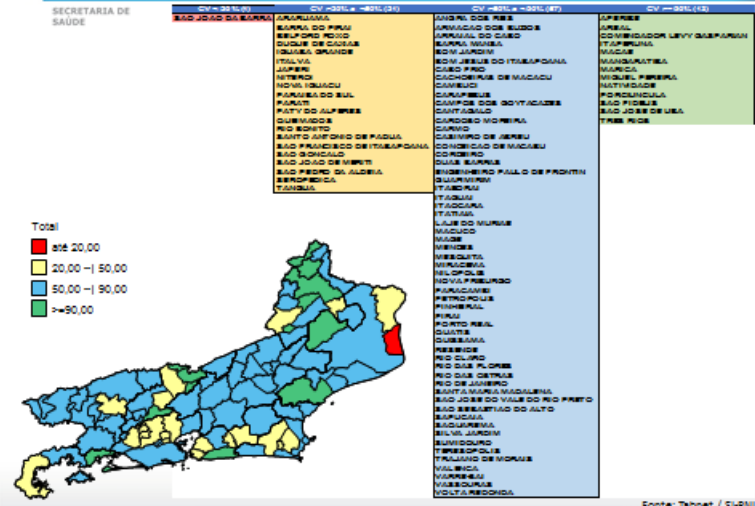 SECRETARIA DE
SAÚDE
SAO JOAO DA BARRA
ARARUAMA
BARRA DO PIRAI
BELFORD ROXO
DUQUE DE CAXIAS
IGUABA GRANDE
ITALVA
JAPERI
NITEROI
NOVA IGUACU
PARAIBA DO SUL
PARATI
PATY DO ALFERES
QUEIMADOS
RIO BONITO
SANTO ANTONIO DE PADUA
SAO FRANCISCO DE ITABAPOANA
SAO GONCALO
SAO JOAO DE MERITI
SAO PEDRO DA ALDEIA
SEROPEDICA
TANGUA
ANGRA DOS REIS
ARMACAO DOS BUZIOS
ARRAIAL DO CABO
BARRA MANSA
BOM JARDIM
BOM JESUS DO ITABAPOANA
CABO FRIO
CACHOEIRAS DE MACACU
CAMBUCI
CARAPEBUS
CAMPOS DOS GOYTACAZES
CANTAGALO
CARDOSO MOREIRA
CARMO
CASIMIRO DE ABREU
CONCEICAO DE MACABU
CORDEIRO
DUAS BARRAS
ENGENHEIRO PAULO DE FRONTIN
GUAPIMIRIM
ITABORAI
ITAGUAI
ITAOCARA
ITATIAIA
LAJE DO MURIAE
MACUCO
MAGE
MENDES
MESQUITA
MIRACEMA
NILOPOLIS
NOVA FRIBURGO
PARACAMBI
PETROPOLIS
PINHEIRAL
PIRAI
PORTO REAL
QUATIS
QUISSAMA
RESENDE
RIO CLARO
RIO DAS FLORES
RIO DAS OSTRAS
RIO DE JANEIRO
SANTA MARIA MADALENA
SAO JOSE DO VALE DO RIO PRETO
SAO SEBASTIAO DO ALTO
SAPUCAIA
SAQUAREMA
SILVA JARDIM
SUMIDOURO
TERESOPOLIS
TRAJANO DE MORAIS
VALENCA
VARRE-SAI
VASSOURAS
VOLTA REDONDA
APERIBE
AREAL
COMENDADOR LEVY GASPARIAN
ITAPERUNA
MACAE
MANGARATIBA
MARICA
MIGUEL PEREIRA
NATIVIDADE
PORCIUNCULA
SAO FIDELIS
SAO JOSE DE UBA
TRES RIOS
Total
até 20,00
20,00 --| 50,00
50,00 --| 90,00
>=90,00
Fonte: Tabnet / SI-PNI